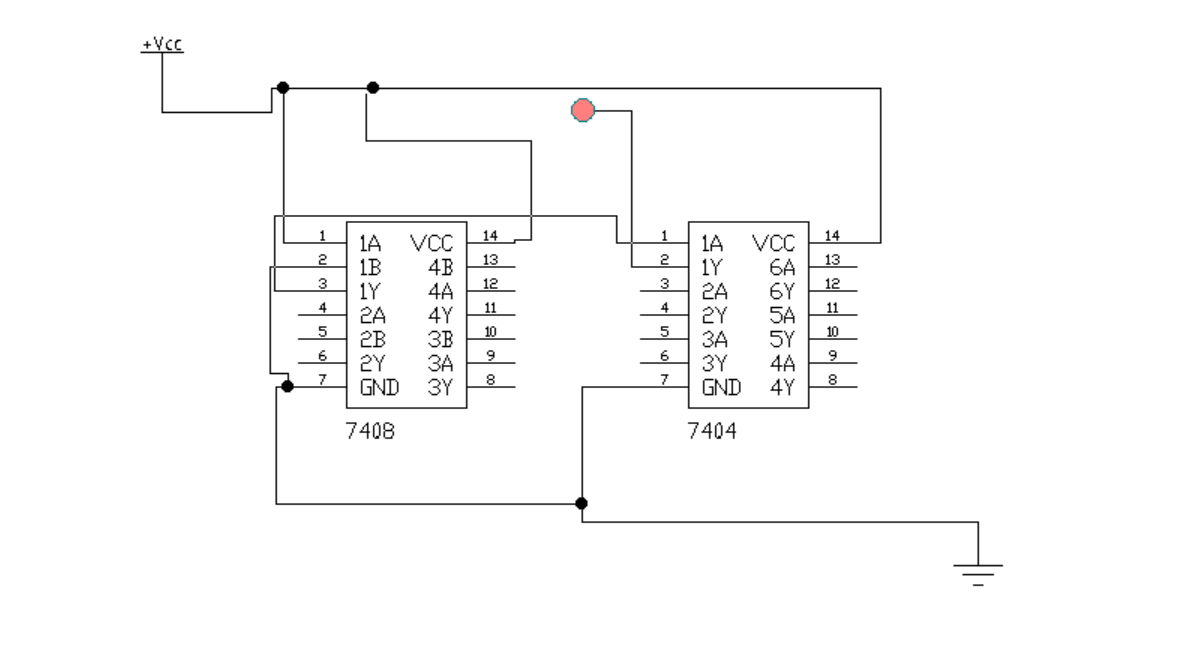 +Vcc
1 1A VCC 14
2 1B 4B 13
3 1Y 4A 12
4 2A 4Y 11
5 2B 3B 10
6 2Y 3A 9
7 GND 3Y 8
7408
1 1A VCC 14
2 1Y 6A 13
3 2A 6Y 12
4 2Y 5A 11
5 3A 5Y 10
6 3Y 4A 9
7 GND 4Y 8
7404